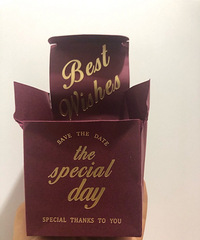 Best
Wishes
SAVE THE DATE
the
special
day
SPECIAL THANKS TO YOU